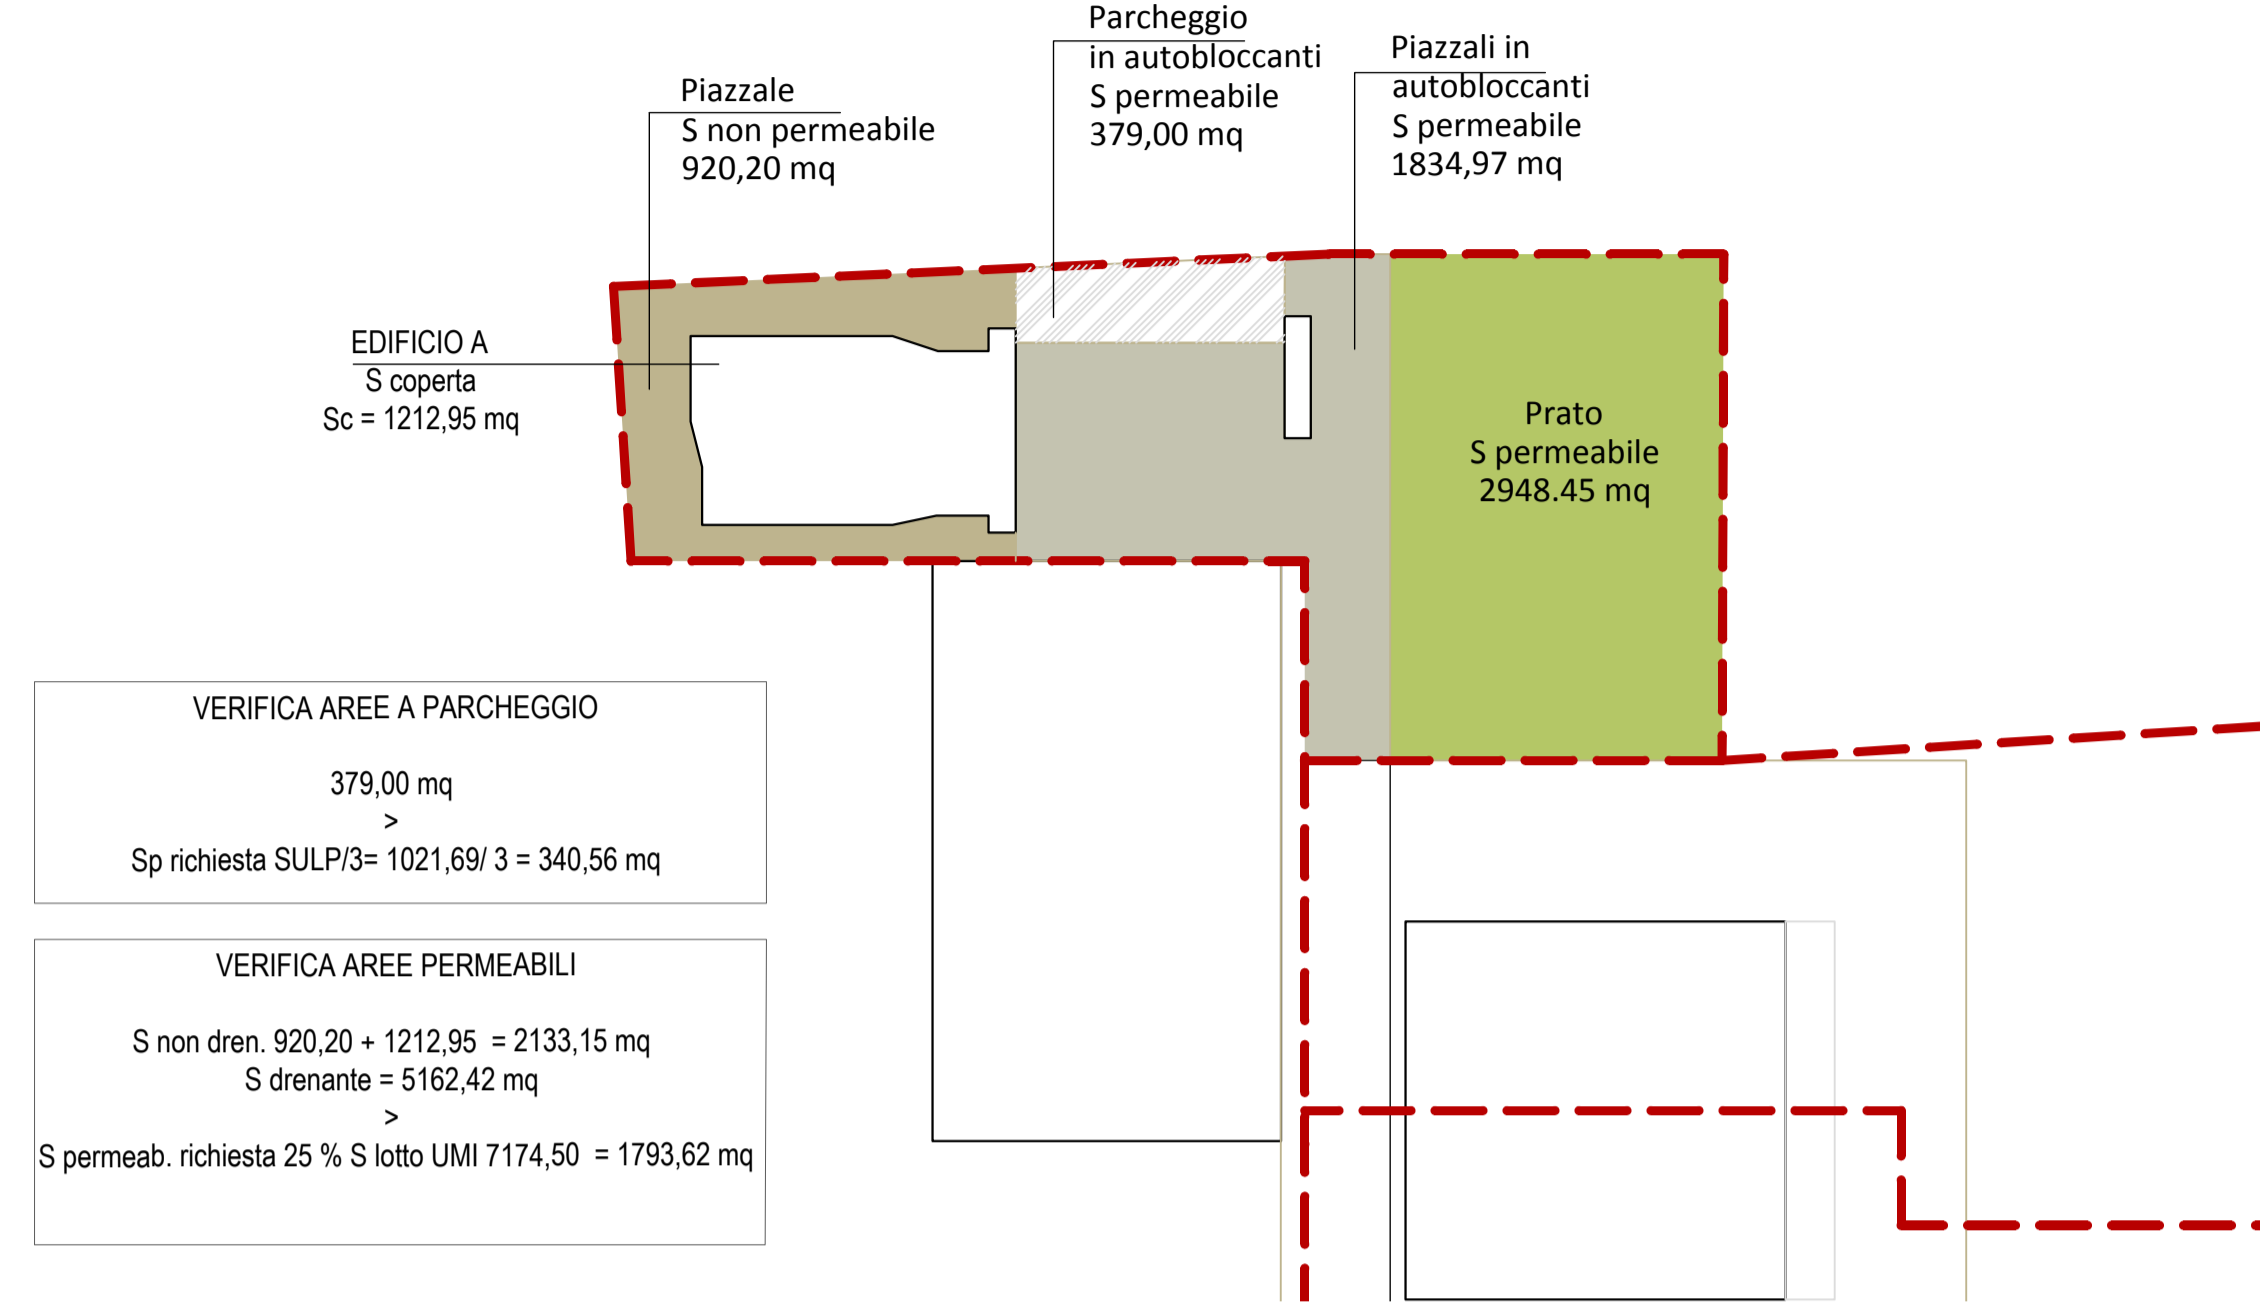 Parcheggio
in autobloccanti
S permeabile
379,00 mq
Piazzali in
autobloccanti
S permeabile
1834,97 mq
Piazzale
S non permeabile
920,20 mq
EDIFICIO A
S coperta
Sc = 1212,95 mq
Prato
S permeabile
2948.45 mq
VERIFICA AREE A PARCHEGGIO
379,00 mq
>
Sp richiesta SULP/3= 1021,69/ 3 = 340,56 mq
VERIFICA AREE PERMEABILI
S non dren. 920,20 + 1212,95  = 2133,15 mq
S drenante = 5162,42 mq
>
S permeab. richiesta 25 % S lotto UMI 7174,50  = 1793,62 mq